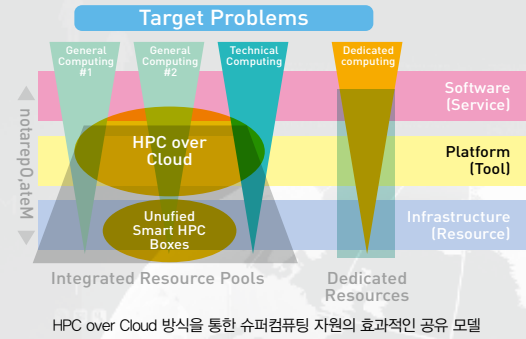 Target Problems
General
Computing
#1
General
Computing
#2
Technical
Computing
Dedicated
computing
Software
(Service)
notarepO,ateM
HPC over
Cloud
Platform
(Tool)
Unufied
Smart HPC
Boxes
Infrastructure
(Resource)
Integrated Resource Pools
Dedicated
Resources
HPC over Cloud 방식을 통한 슈퍼컴퓨팅 자원의 효과적인 공유 모델